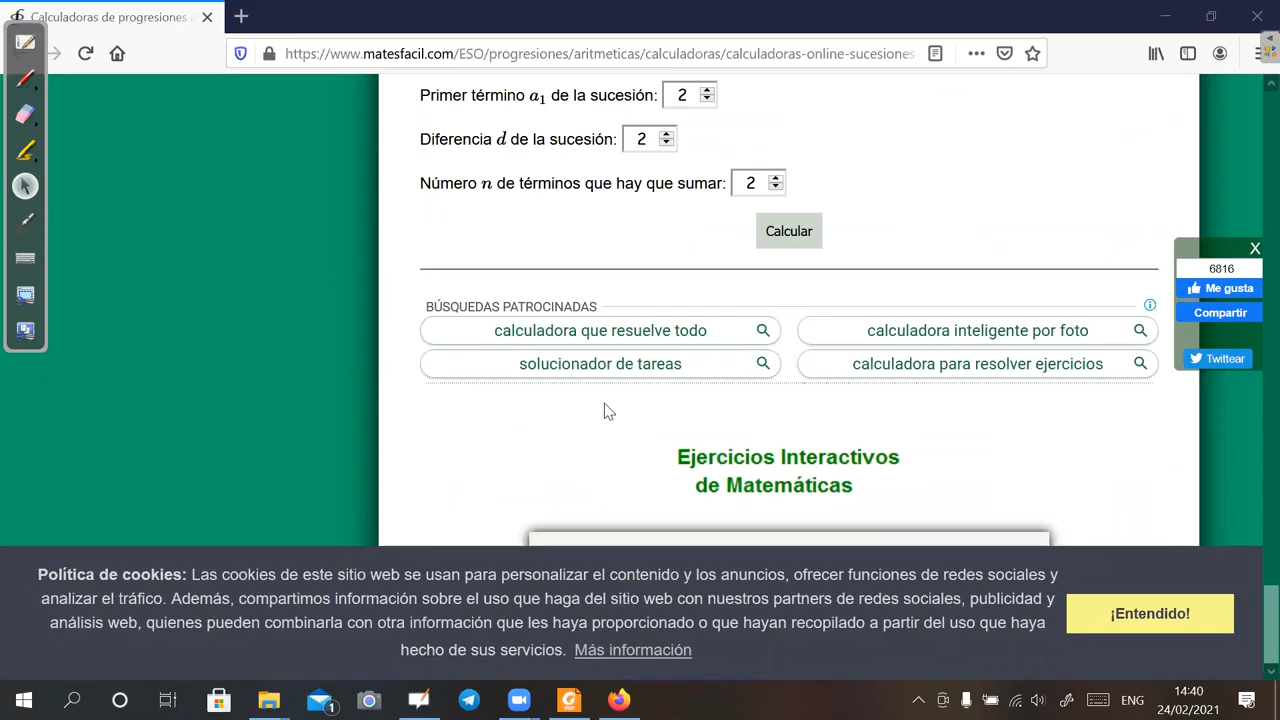 Calculadoras de progresiones
https://www.matesfacil.com/ESO/progresiones/aritmeticas/calculadoras/calculadoras-online-sucesiones-
Primer término a1 de la sucesión: 2
Diferencia d de la sucesión: 2
Número n de términos que hay que sumar: 2
Calcular
X
6816
Me gusta
Compartir
Twittear
BÚSQUEDAS PATROCINADAS
calculadora que resuelve todo
calculadora inteligente por foto
solucionador de tareas
calculadora para resolver ejercicios
Ejercicios Interactivos
de Matemáticas
Política de cookies: Las cookies de este sitio web se usan para personalizar el contenido y los anuncios, ofrecer funciones de redes sociales y
analizar el tráfico. Además, compartimos información sobre el uso que haga del sitio web con nuestros partners de redes sociales, publicidad y
análisis web, quienes pueden combinarla con otra información que les haya proporcionado o que hayan recopilado a partir del uso que haya
hecho de sus servicios. Más información
¡Entendido!
1
PDF
ENG
14:40
24/02/2021